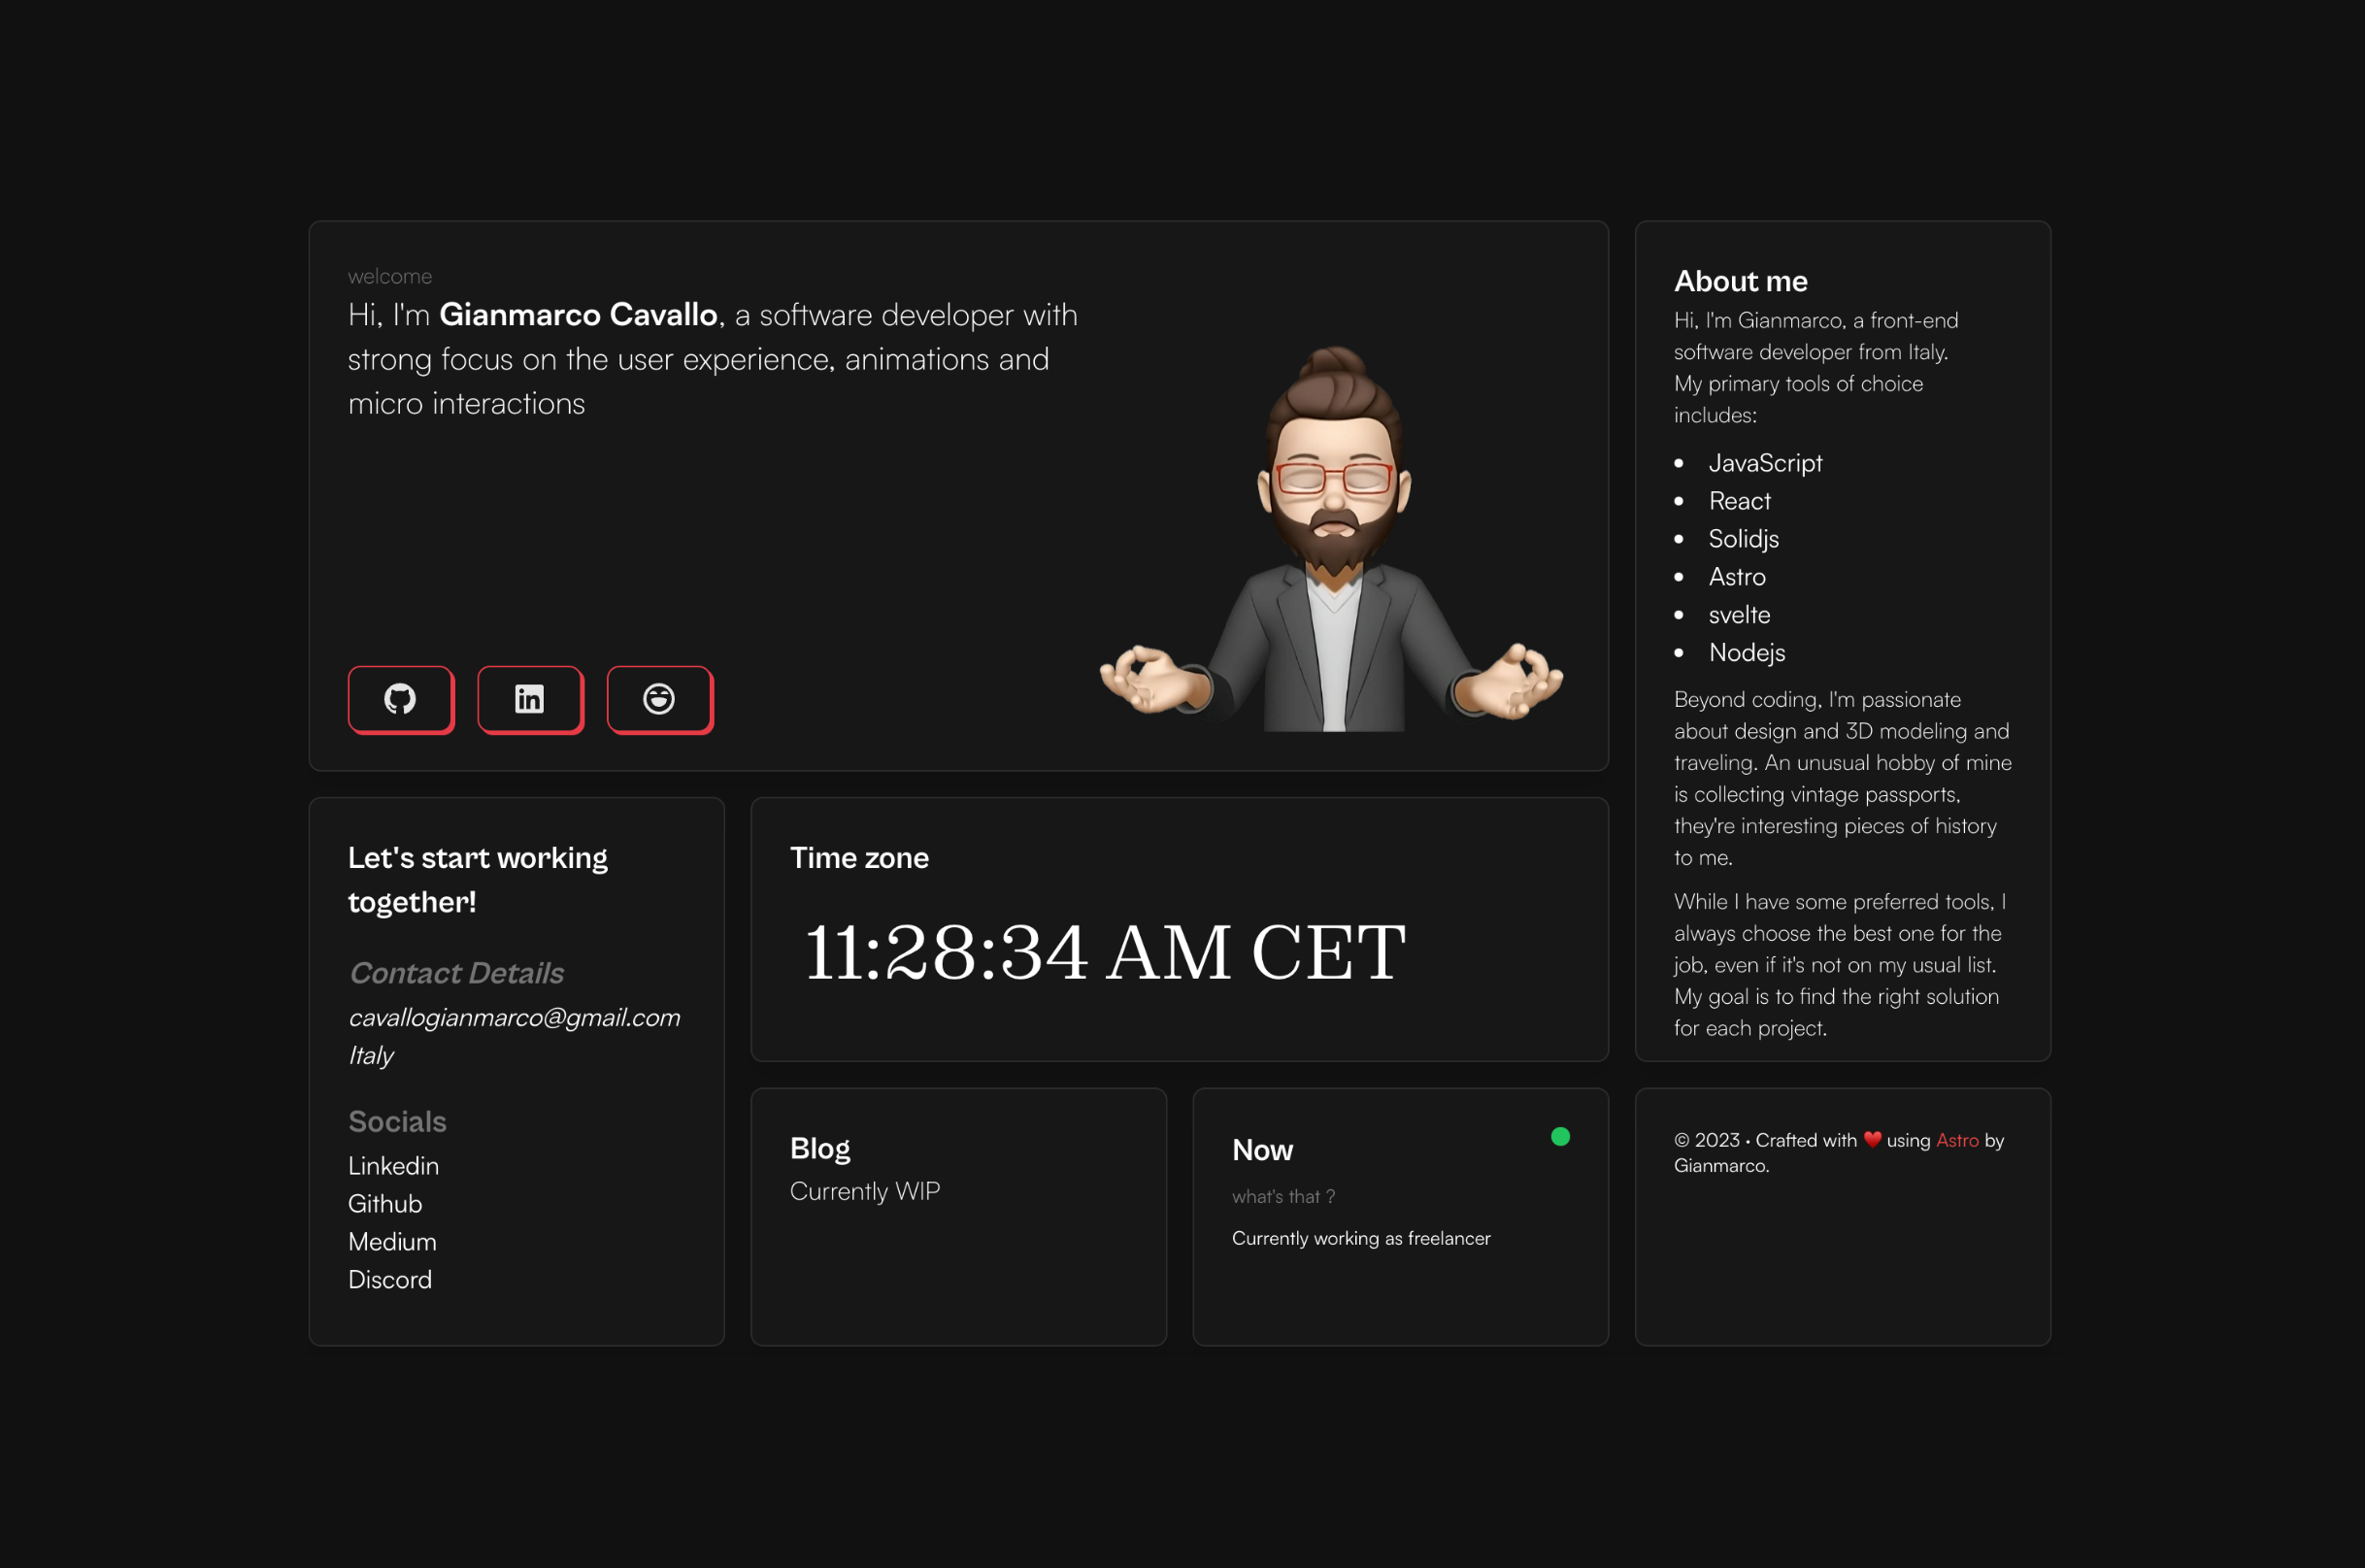 welcome
Hi, I'm Gianmarco Cavallo, a software developer with
strong focus on the user experience, animations and
micro interactions
in
About me
Hi, I'm Gianmarco, a front-end
software developer from Italy.
My primary tools of choice
includes:
• JavaScript
• React
• Solidjs
• Astro
• svelte
• Nodejs
Beyond coding, I'm passionate
about design and 3D modeling and
traveling. An unusual hobby of mine
is collecting vintage passports,
they're interesting pieces of history
to me.
While I have some preferred tools, I
always choose the best one for the
job, even if it's not on my usual list.
My goal is to find the right solution
for each project.
Let's start working
together!
Contact Details
cavallogianmarco@gmail.com
Italy
Socials
Linkedin
Github
Medium
Discord
Time zone
11:28:34 AM CET
Blog
Currently WIP
Now
what's that ?
Currently working as freelancer
© 2023 • Crafted with ♥ using Astro by
Gianmarco.